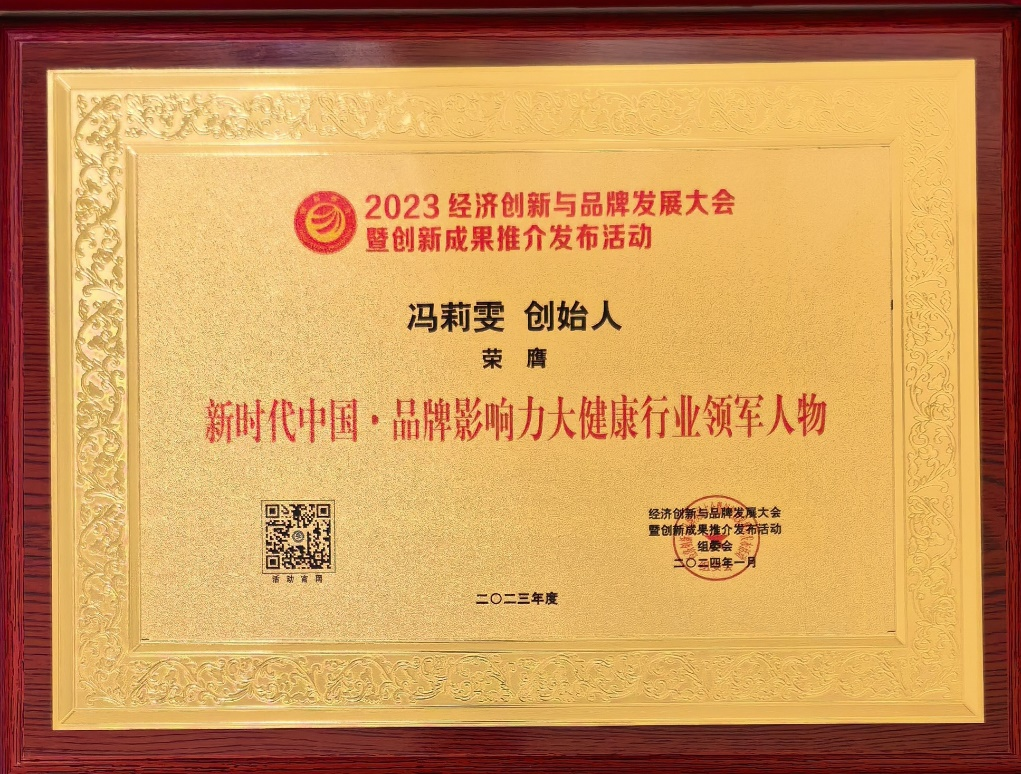 2023 经济创新与品牌发展大会
暨创新成果推介发布活动
冯莉雯 创始人
荣 膺
新时代中国·品牌影响力大健康行业领军人物
活动官网
经济创新与品牌发展大会
暨创新成果推介发布活动
组委会
二〇二四年一月
二〇二三年度